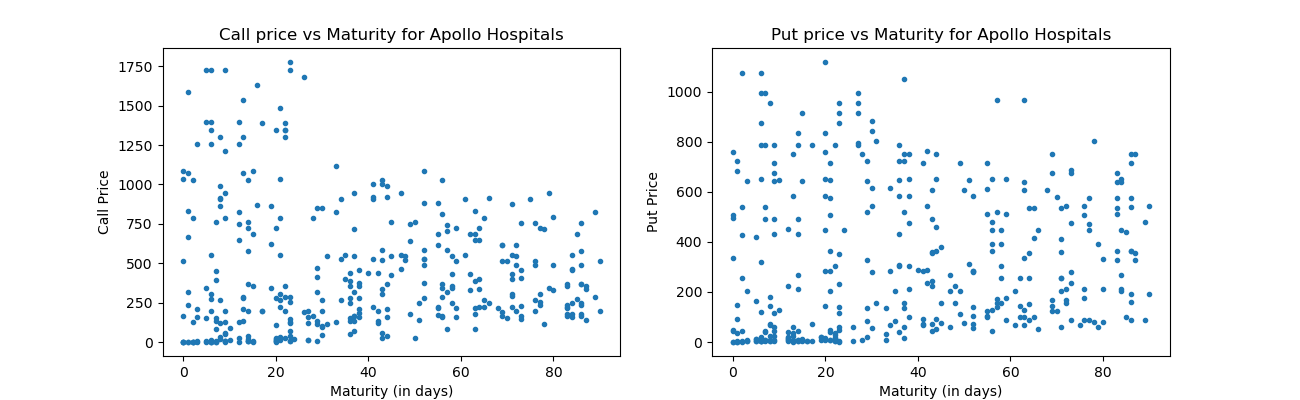 Call price vs Maturity for Apollo Hospitals
Call Price
1750
1500
1250
1000
750
500
250
0
0 20 40 60 80
Maturity (in days)
Put price vs Maturity for Apollo Hospitals
Put Price
1000
800
600
400
200
0
0 20 40 60 80
Maturity (in days)